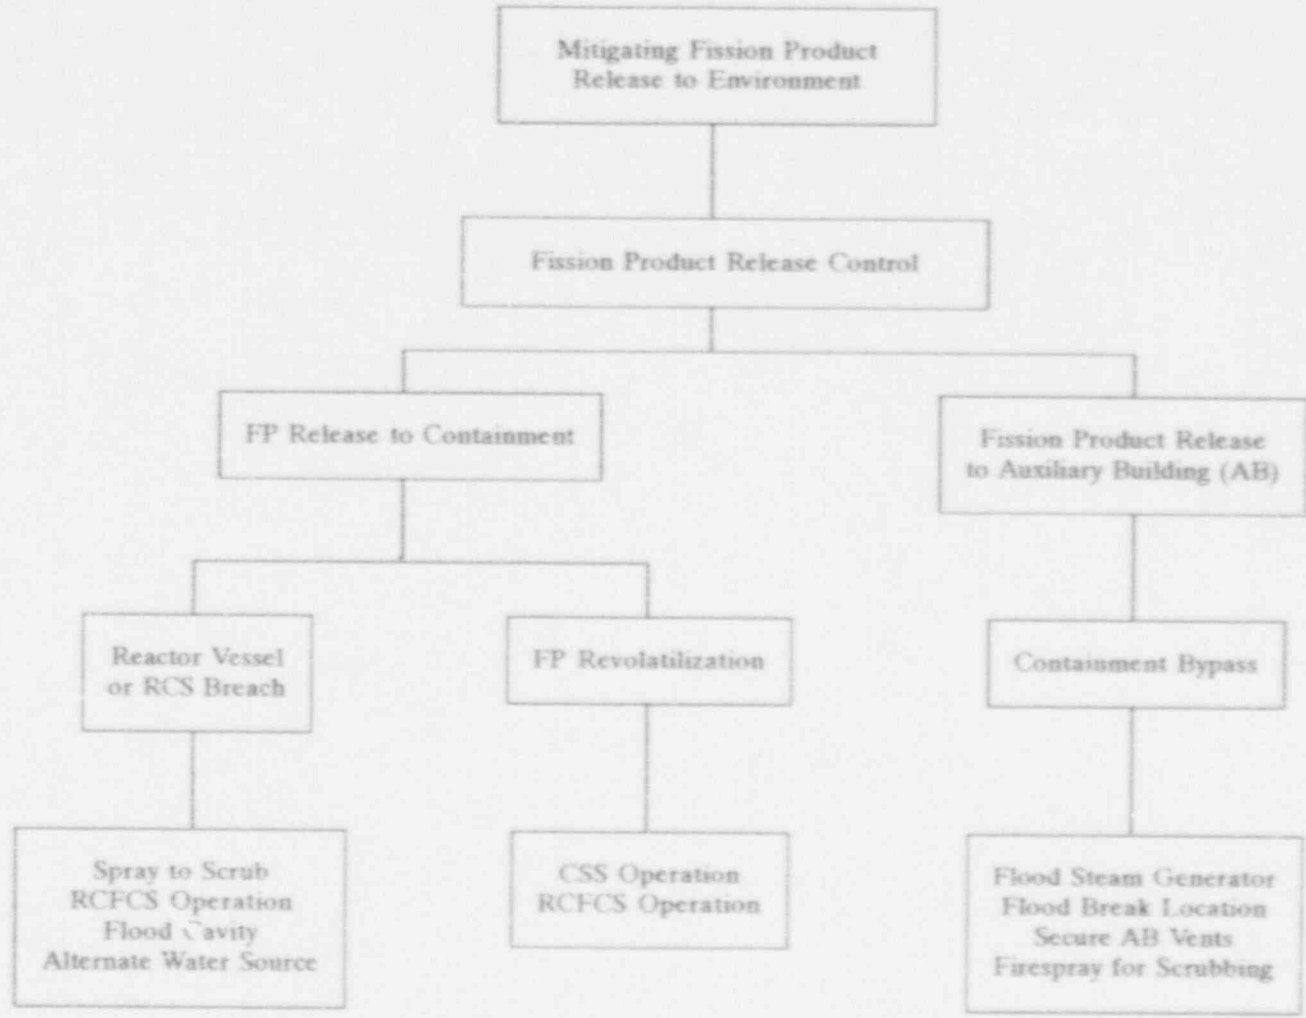 Mitigating Fission Product
Release to Environment
Fission Product Release Control
FP Release to Containment
Fission Product Release
to Auxiliary Building (AB)
Reactor Vessel
or RCS Breach
FP Revolatilization
Containment Bypass
Spray to Scrub
RCFCS Operation
Flood Cavity
Alternate Water Source
CSS Operation
RCFCS Operation
Flood Steam Generator
Flood Break Location
Secure AB Vents
Firespray for Scrubbing